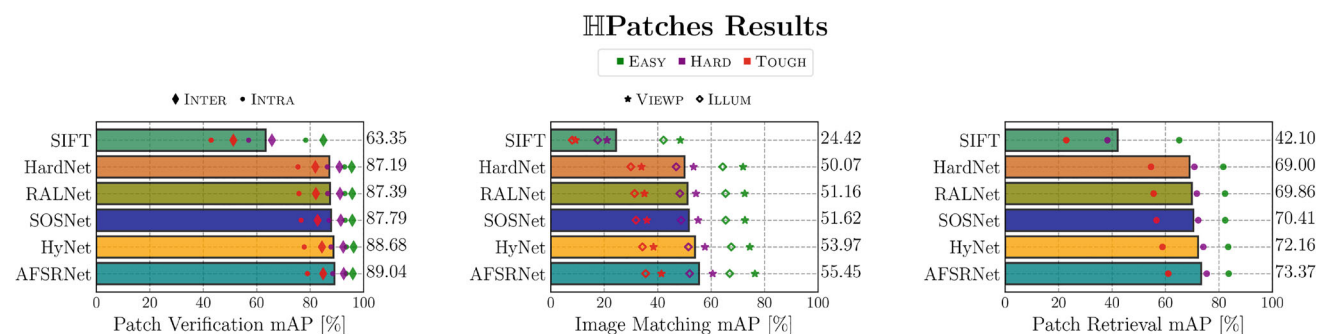 ℍPatches Results
EASY HARD TOUGH
INTER INTRA
SIFT 63.35
HardNet 87.19
RALNet 87.39
SOSNet 87.79
HyNet 88.68
AFSRNet 89.04
0 20 40 60 80 100
Patch Verification mAP [%]
VIEWP ILLUM
SIFT 24.42
HardNet 50.07
RALNet 51.16
SOSNet 51.62
HyNet 53.97
AFSRNet 55.45
0 20 40 60 80 100
Image Matching mAP [%]
SIFT 42.10
HardNet 69.00
RALNet 69.86
SOSNet 70.41
HyNet 72.16
AFSRNet 73.37
0 20 40 60 80 100
Patch Retrieval mAP [%]